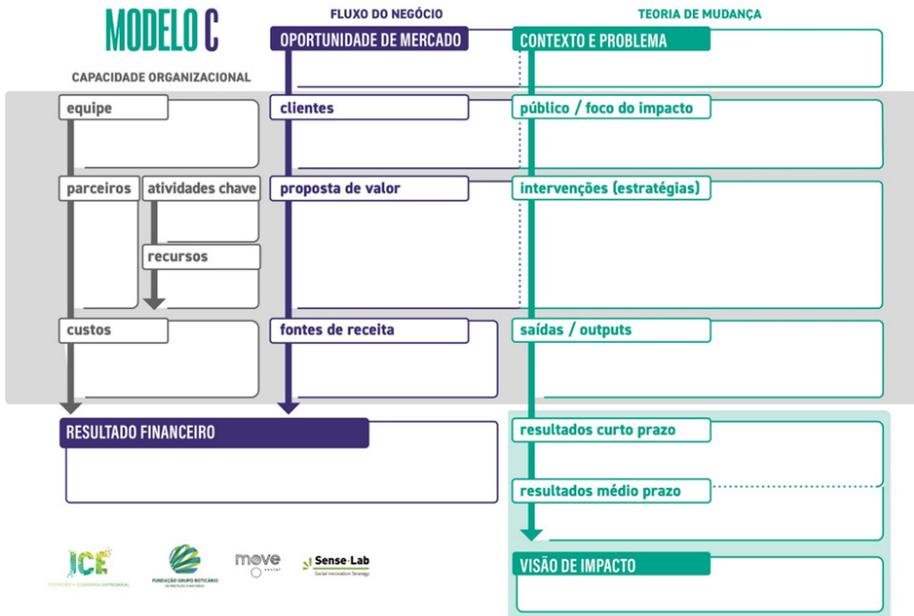 MODELO C
FLUXO DO NEGÓCIO
TEORIA DE MUDANÇA
OPORTUNIDADE DE MERCADO
CONTEXTO E PROBLEMA
CAPACIDADE ORGANIZACIONAL
equipe
clientes
público / foco do impacto
parceiros
atividades chave
proposta de valor
intervenções (estratégias)
recursos
custos
fontes de receita
saídas / outputs
RESULTADO FINANCEIRO
resultados curto prazo
resultados médio prazo
VISÃO DE IMPACTO
ICE
move
social
Sense-Lab
Social Innovation Strategy
FUNDAÇÃO GRUPO BOTICÁRIO